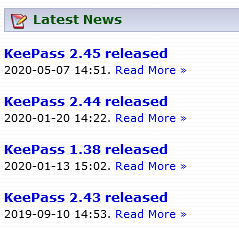 Latest News
KeePass 2.45 released
2020-05-07 14:51. Read More »
KeePass 2.44 released
2020-01-20 14:22. Read More »
KeePass 1.38 released
2020-01-13 15:02. Read More »
KeePass 2.43 released
2019-09-10 14:53. Read More »